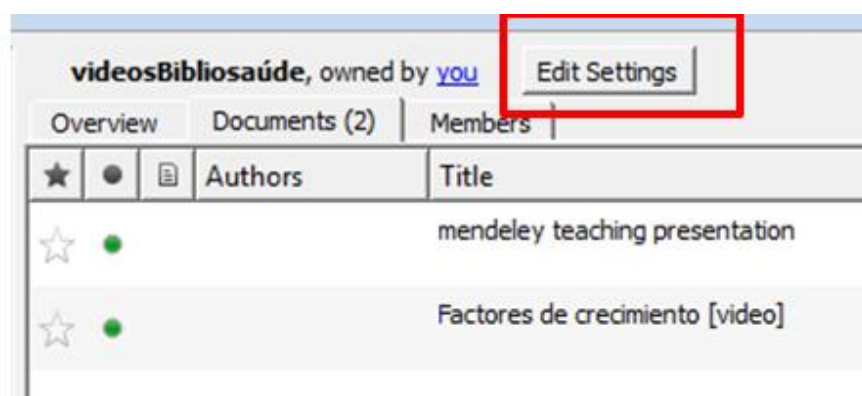 videosBibliosaúde, owned by you Edit Settings
Overview Documents (2) Members
Authors Title
mendeley teaching presentation
Factores de crecimiento [video]